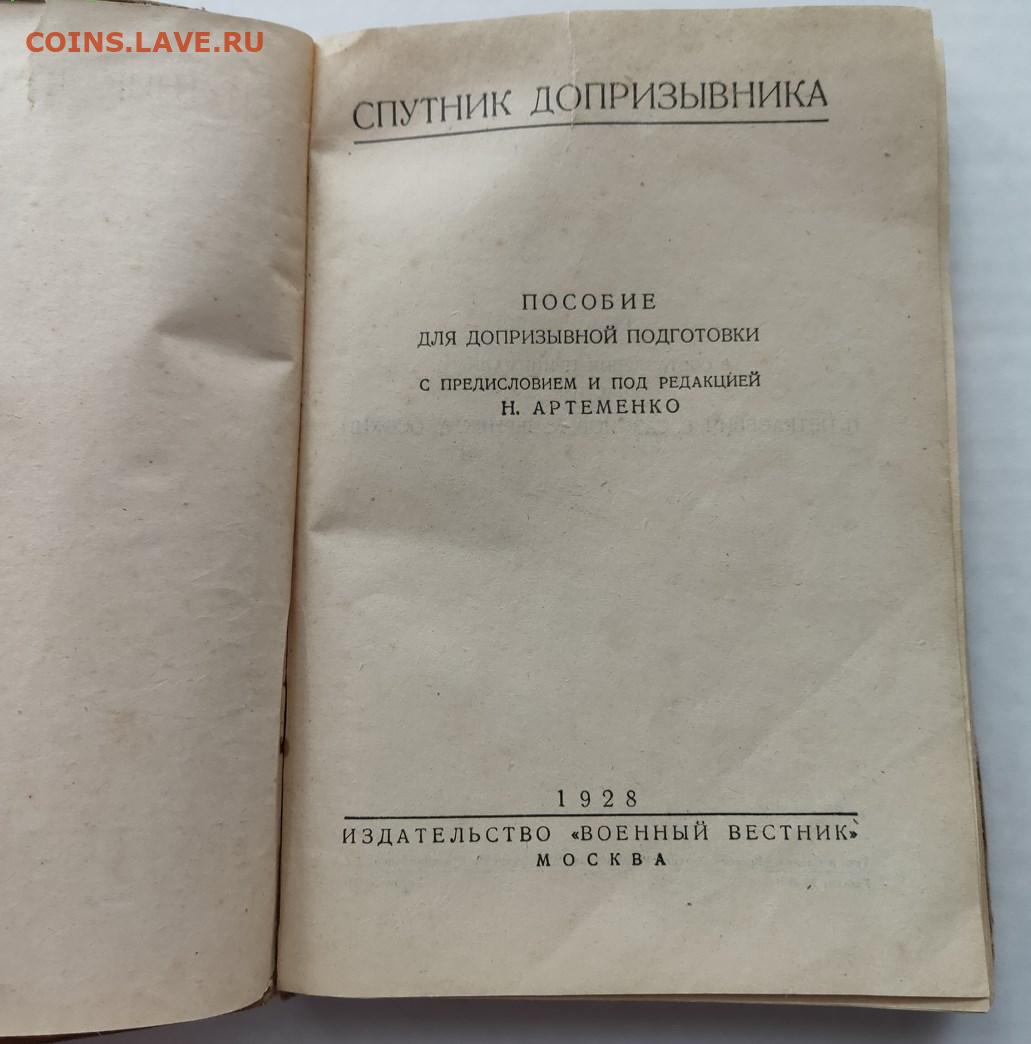 COINS.LAVE.RU
СПУТНИК ДОПРИЗЫВНИКА
ПОСОБИЕ
ДЛЯ ДОПРИЗЫВНОЙ ПОДГОТОВКИ
С ПРЕДИСЛОВИЕМ И ПОД РЕДАКЦИЕЙ
Н. АРТЕМЕНКО
1928
ИЗДАТЕЛЬСТВО «ВОЕННЫЙ ВЕСТНИК»
МОСКВА